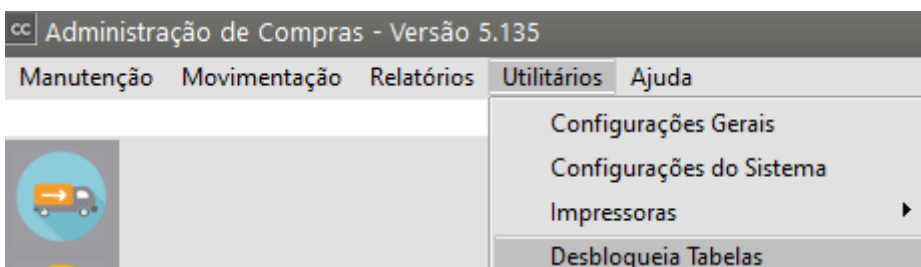 cc Administração de Compras - Versão 5.135
Manutenção Movimentação Relatórios Utilitários Ajuda
Configurações Gerais
Configurações do Sistema
Impressoras
Desbloqueia Tabelas